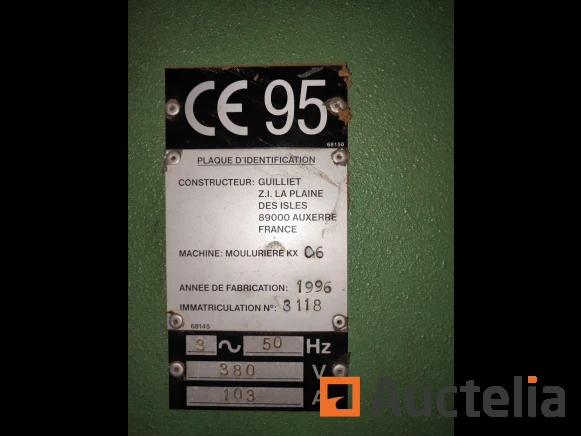 CE 95
68150
PLAQUE D'IDENTIFICATION
CONSTRUCTEUR: GUILLIET
Z.I. LA PLAINE
DES ISLES
89000 AUXERRE
FRANCE
MACHINE: MOULURIERE KX C6
ANNEE DE FABRICATION: 1996
IMMATRICULATION N°: 3118
68145
3 ~ 50 Hz
380 V
103 A
Auctelia